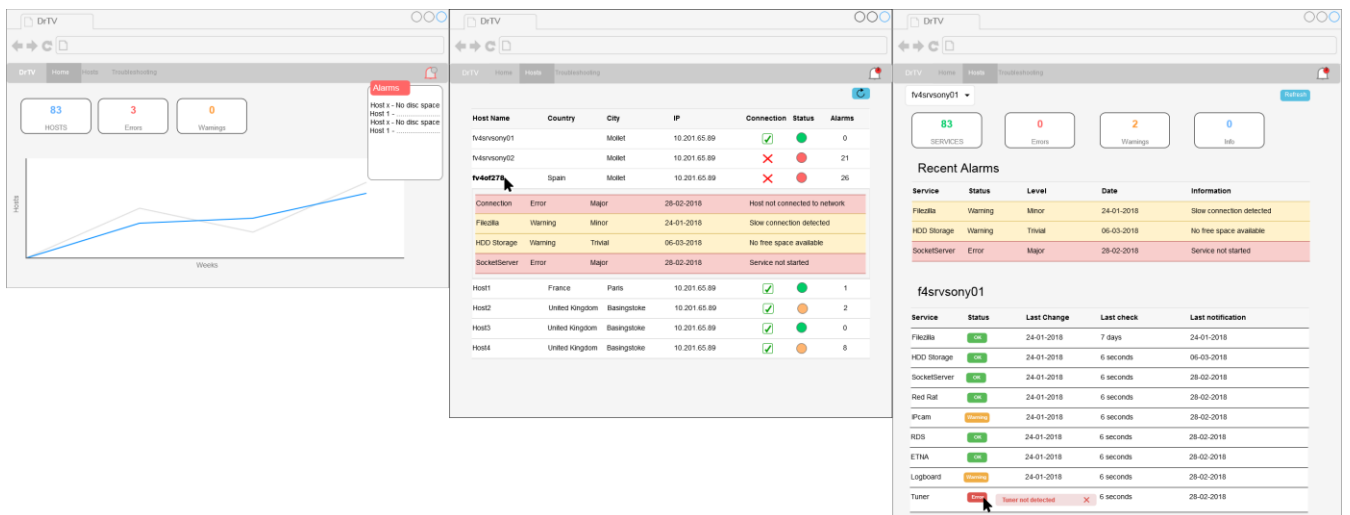 DrTV
DrTV Home Hosts Troubleshooting
Alarms
Host x - No disc space
Host 1 - ......................
Host x - No disc space
Host 1 - ......................
83 3 0
HOSTS Errors Warnings
Hosts
Weeks
DrTV
DrTV Home Hosts Troubleshooting
Host Name Country City IP Connection Status Alarms
fv4srvsony01 Mollet 10.201.65.89 0
fv4srvsony02 Mollet 10.201.65.89 21
fv4of278 Spain Mollet 10.201.65.89 26
Connection Error Major 28-02-2018 Host not connected to network
Filezilla Warning Minor 24-01-2018 Slow connection detected
HDD Storage Warning Trivial 06-03-2018 No free space available
SocketServer Error Major 28-02-2018 Service not started
Host1 France Paris 10.201.65.89 1
Host2 United Kingdom Basingstoke 10.201.65.89 2
Host3 United Kingdom Basingstoke 10.201.65.89 0
Host4 United Kingdom Basingstoke 10.201.65.89 8
DrTV
DrTV Home Hosts Troubleshooting
fv4srvsony01 Refresh
83 0 2 0
SERVICES Errors Warnings Info
Recent Alarms
Service Status Level Date Information
Filezilla Warning Minor 24-01-2018 Slow connection detected
HDD Storage Warning Trivial 06-03-2018 No free space available
SocketServer Error Major 28-02-2018 Service not started
f4srvsony01
Service Status Last Change Last check Last notification
Filezilla OK 24-01-2018 7 days 24-01-2018
HDD Storage OK 24-01-2018 6 seconds 06-03-2018
SocketServer OK 24-01-2018 6 seconds 28-02-2018
Red Rat OK 24-01-2018 6 seconds 28-02-2018
IPcam Warning 24-01-2018 6 seconds 28-02-2018
RDS OK 24-01-2018 6 seconds 28-02-2018
ETNA OK 24-01-2018 6 seconds 28-02-2018
Logboard Warning 24-01-2018 6 seconds 28-02-2018
Tuner Error Tuner not detected 6 seconds 28-02-2018